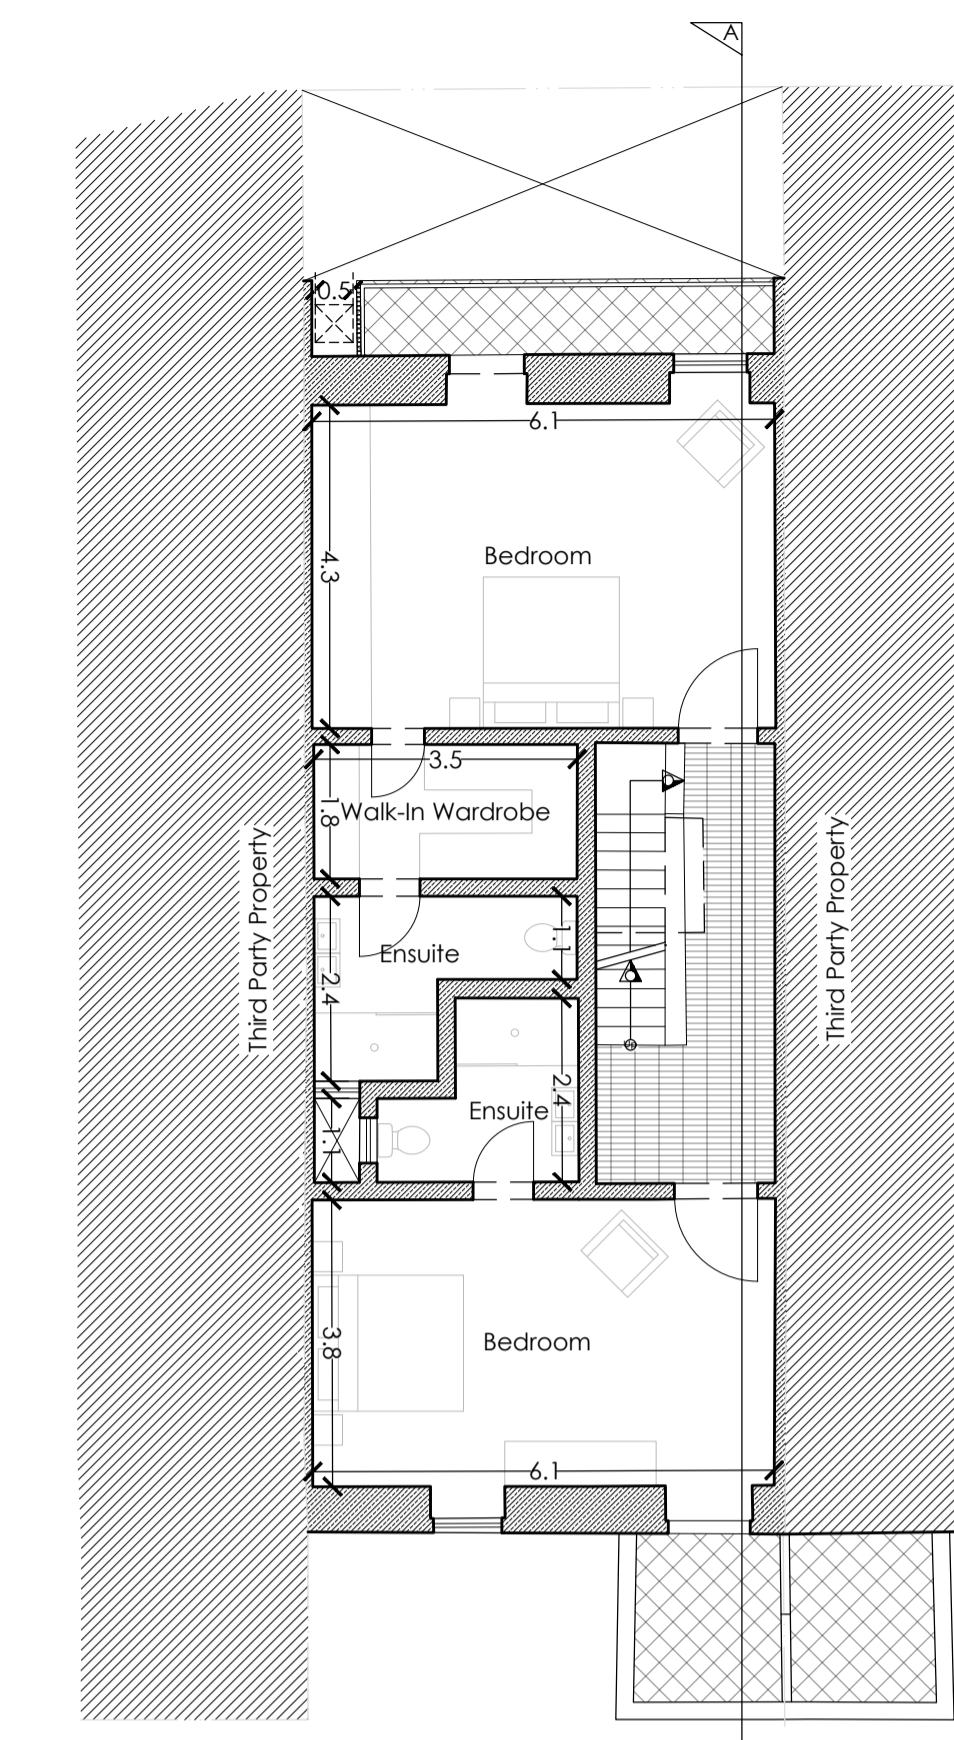 A
0.5
6.1
4.3
Bedroom
3.5
1.8
Walk-In Wardrobe
Third Party Property
Third Party Property
1.1
Ensuite
2.4
2.4
Ensuite
1.1
3.8
Bedroom
6.1